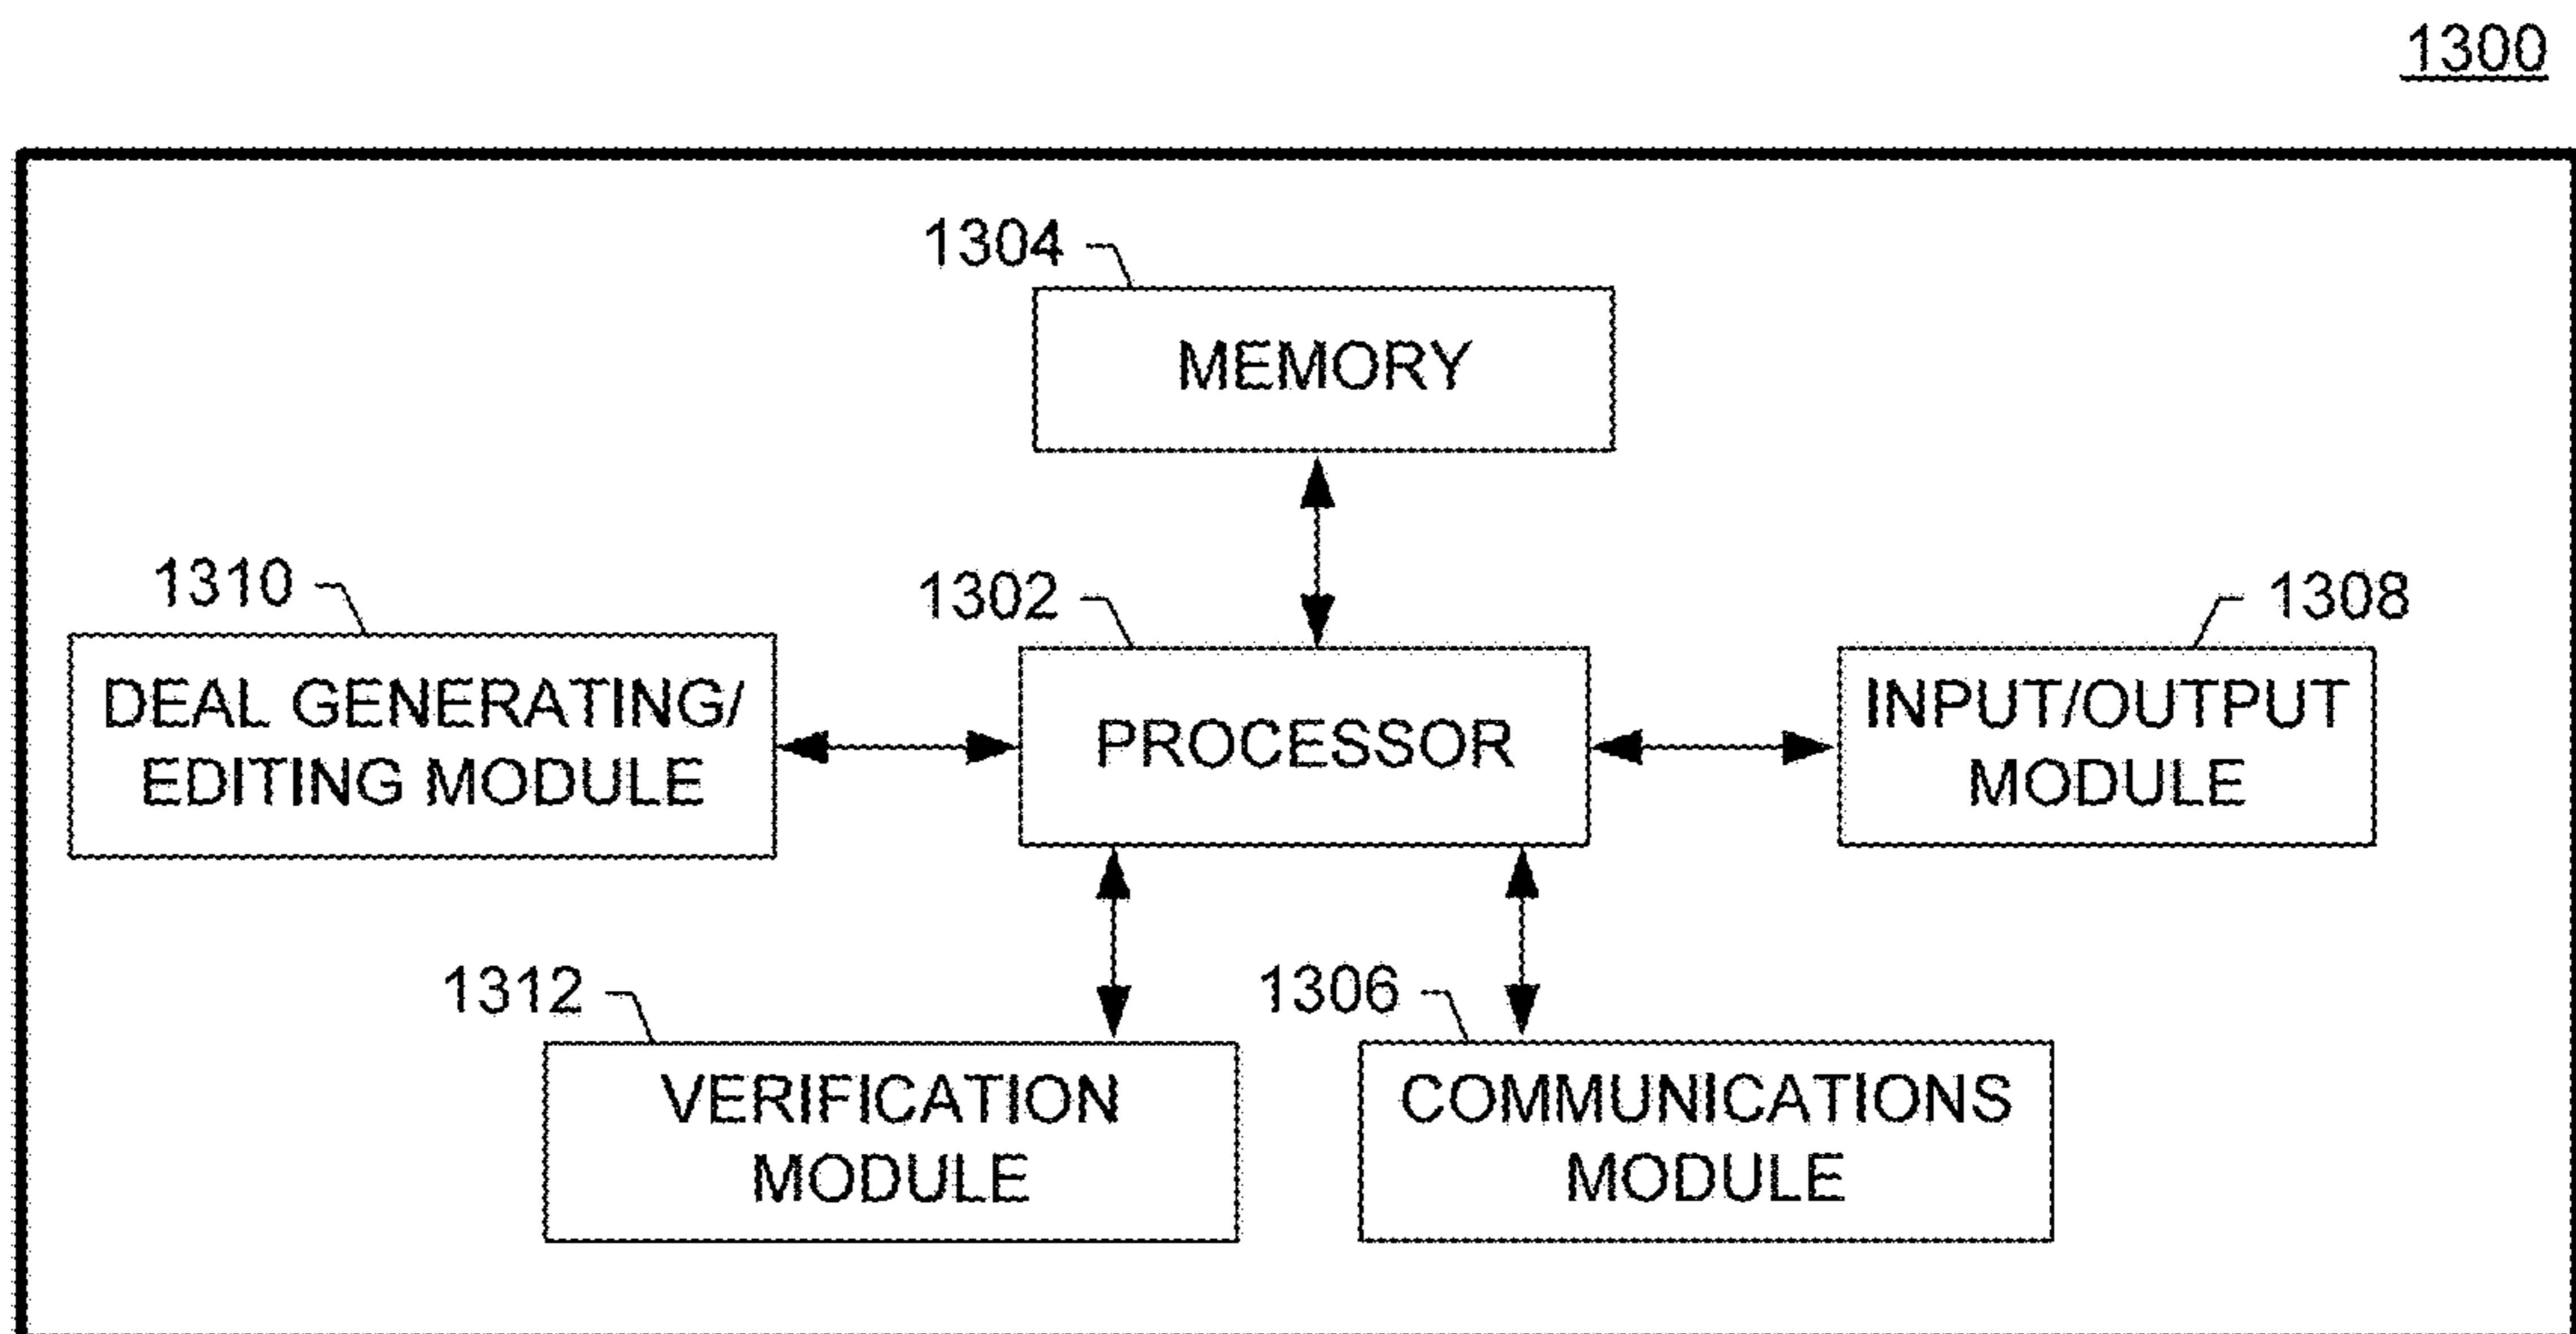 1300
1304
MEMORY
1310
1302
1308
DEAL GENERATING/
EDITING MODULE
PROCESSOR
INPUT/OUTPUT
MODULE
1312
1306
VERIFICATION
MODULE
COMMUNICATIONS
MODULE